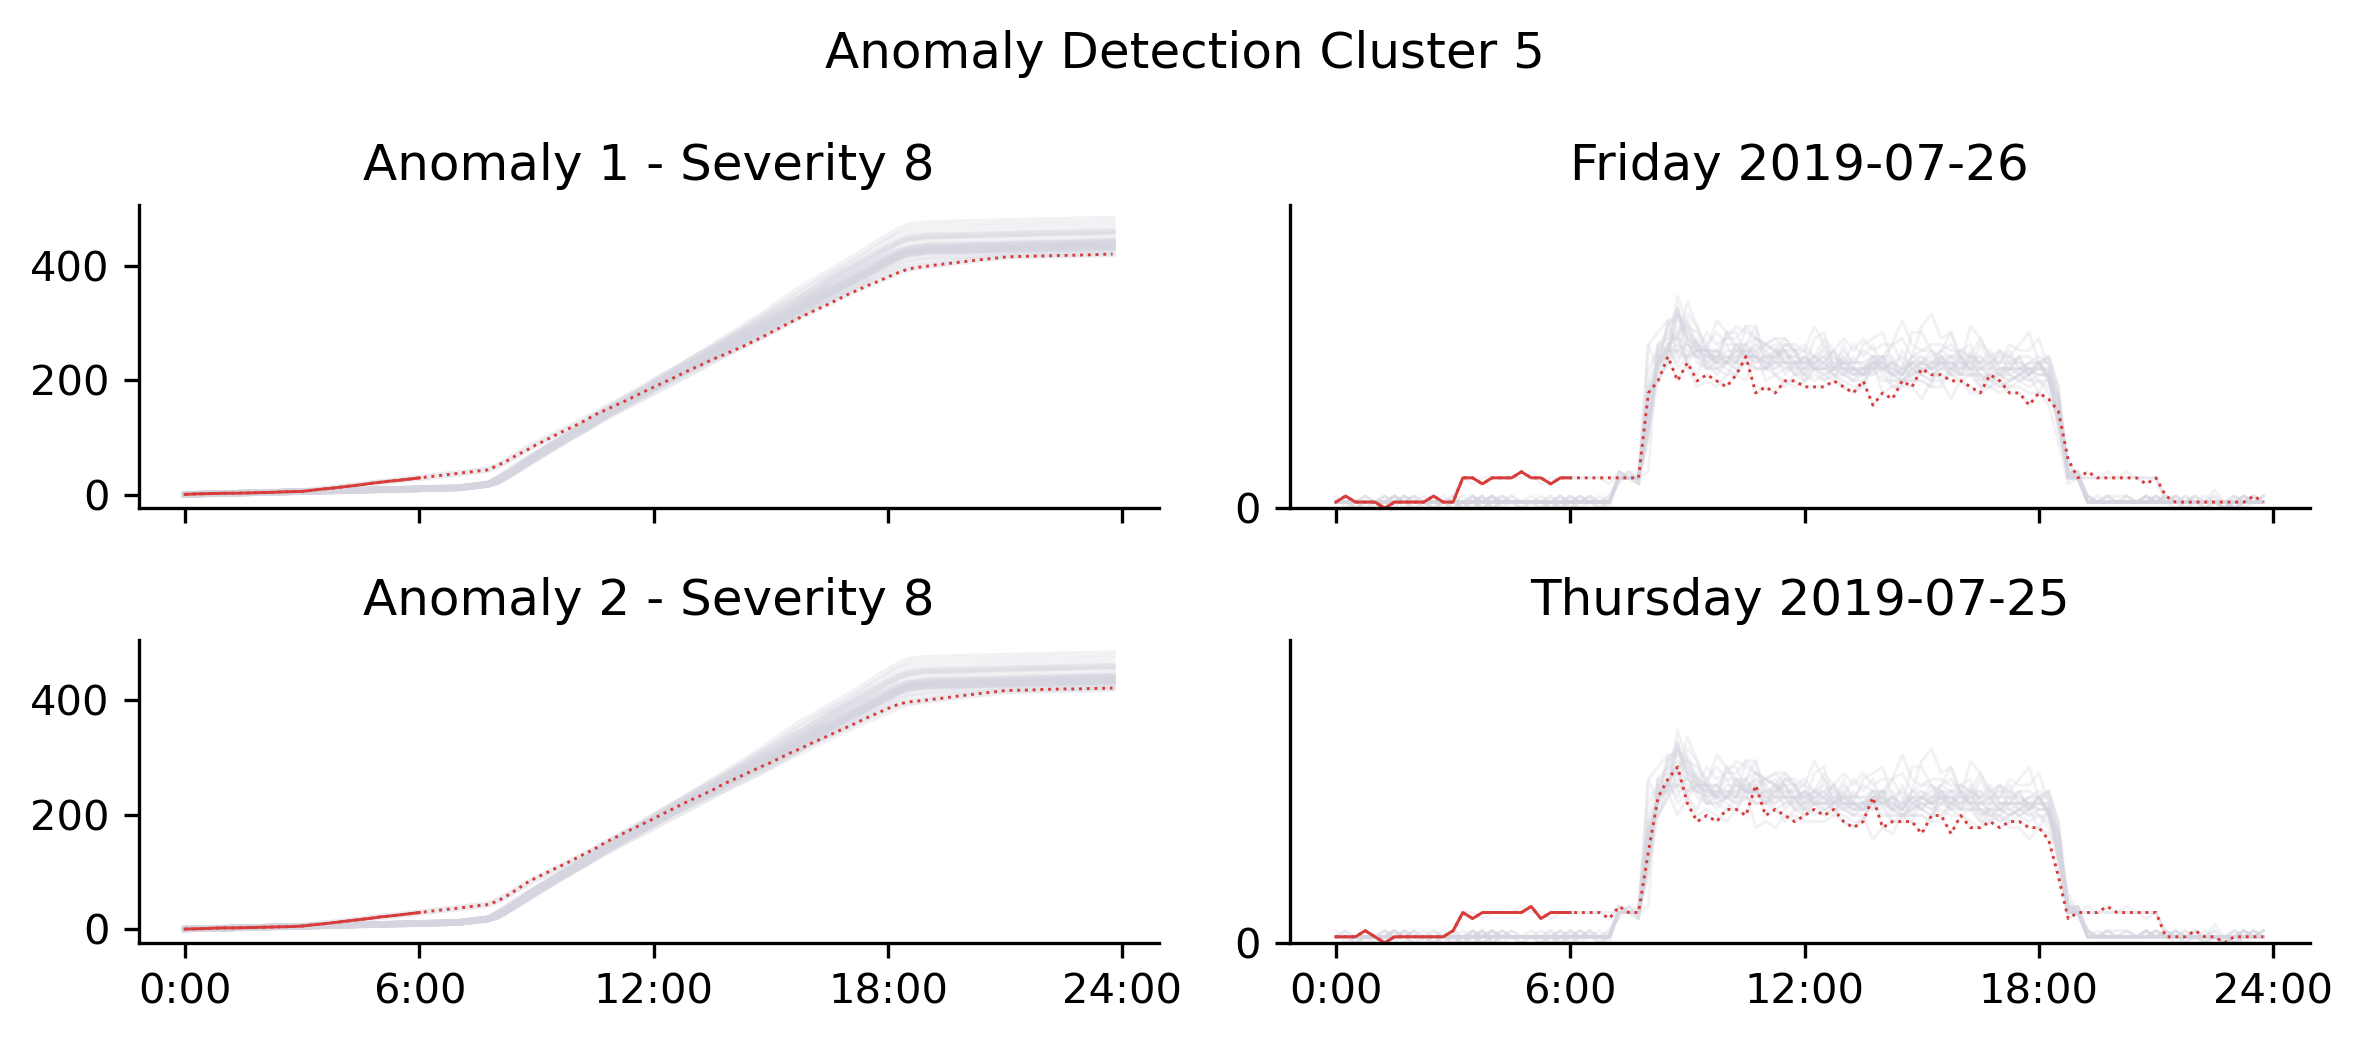 Anomaly Detection Cluster 5
Anomaly 1 - Severity 8
Friday 2019-07-26
400
200
0
0
Anomaly 2 - Severity 8
Thursday 2019-07-25
400
200
0
0
0:00 6:00 12:00 18:00 24:00
0:00 6:00 12:00 18:00 24:00